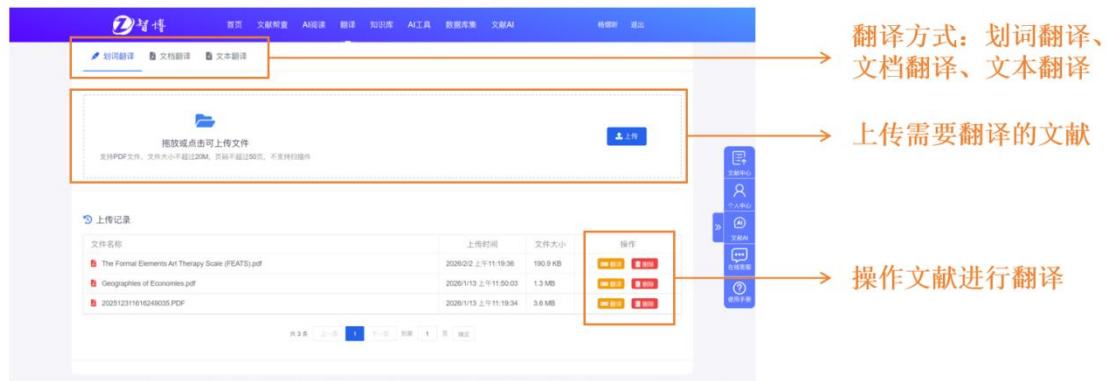 智博
首页 文献帮查 AI阅读 翻译 知识库 AI工具 数据库集 文献AI 退出
划词翻译 文档翻译 文本翻译
拖放或点击可上传文件
支持PDF文件，文件大小不超过20M，页码不超过50页，不支持扫描件
上传
上传记录
文件名称 上传时间 文件大小 操作
The Formal Elements Art Therapy Scale (FEATS).pdf 2026/2/2 上午11:19:36 190.9 KB 翻译 删除
Geographies of Economies.pdf 2026/1/13 上午11:50:03 1.3 MB 翻译 删除
202512311616249035.PDF 2026/1/13 上午11:19:34 3.6 MB 翻译 删除
共 3 条 上一页 1 下一页 到第 1 页 确定
文献中心
个人中心
文献AI
在线客服
使用手册
翻译方式：划词翻译、
文档翻译、文本翻译
上传需要翻译的文献
操作文献进行翻译